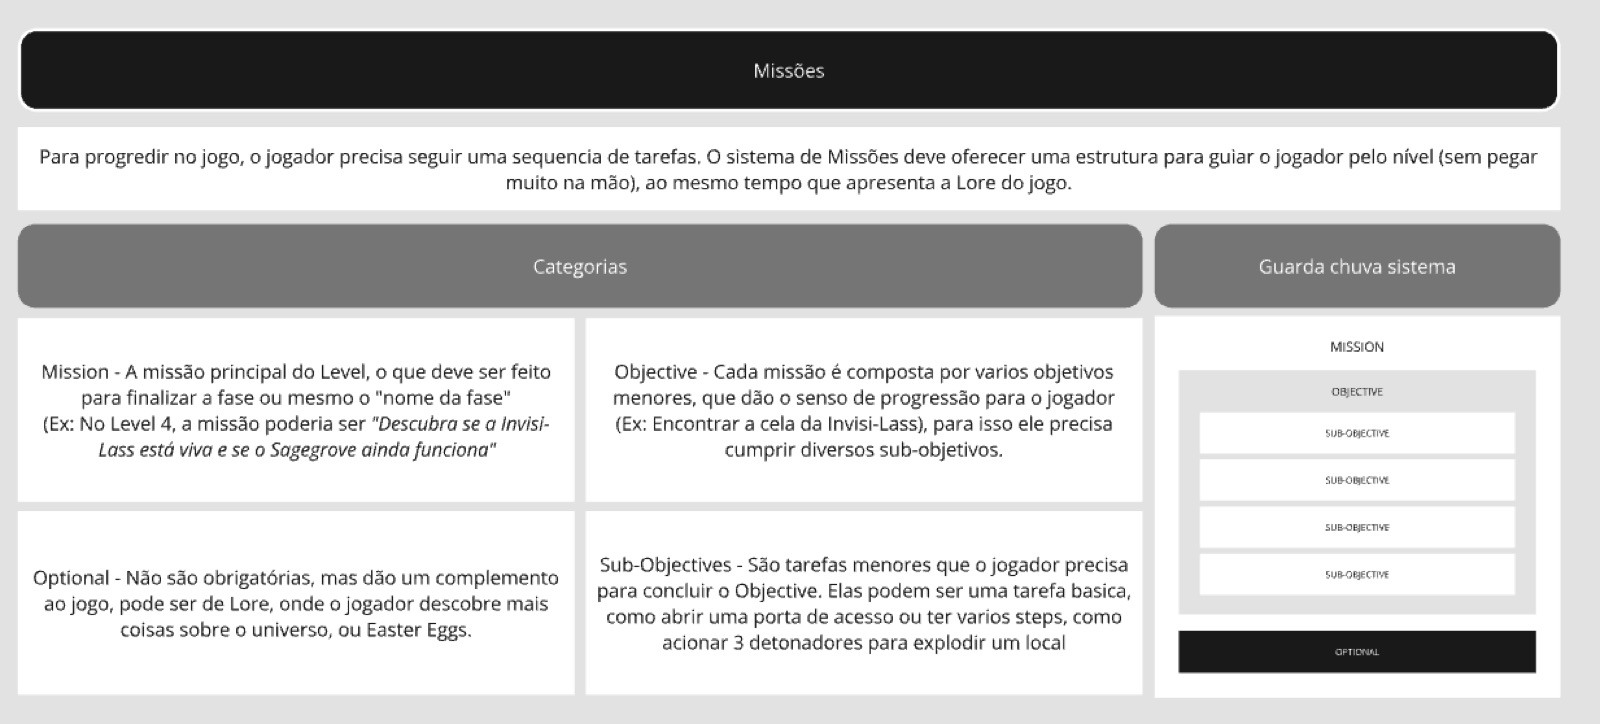 Missões
Para progredir no jogo, o jogador precisa seguir uma sequencia de tarefas. O sistema de Missões deve oferecer uma estrutura para guiar o jogador pelo nível (sem pegar
muito na mão), ao mesmo tempo que apresenta a Lore do jogo.
Categorias
Mission - A missão principal do Level, o que deve ser feito
para finalizar a fase ou mesmo o "nome da fase"
(Ex: No Level 4, a missão poderia ser "Descubra se a Invisi-
Lass está viva e se o Sagegrove ainda funciona"
Objective - Cada missão é composta por varios objetivos
menores, que dão o senso de progressão para o jogador
(Ex: Encontrar a cela da Invisi-Lass), para isso ele precisa
cumprir diversos sub-objetivos.
Optional - Não são obrigatórias, mas dão um complemento
ao jogo, pode ser de Lore, onde o jogador descobre mais
coisas sobre o universo, ou Easter Eggs.
Sub-Objectives - São tarefas menores que o jogador precisa
para concluir o Objective. Elas podem ser uma tarefa basica,
como abrir uma porta de acesso ou ter varios steps, como
acionar 3 detonadores para explodir um local
Guarda chuva sistema
MISSION
OBJECTIVE
SUB-OBJECTIVE
SUB-OBJECTIVE
SUB-OBJECTIVE
SUB-OBJECTIVE
OPTIONAL